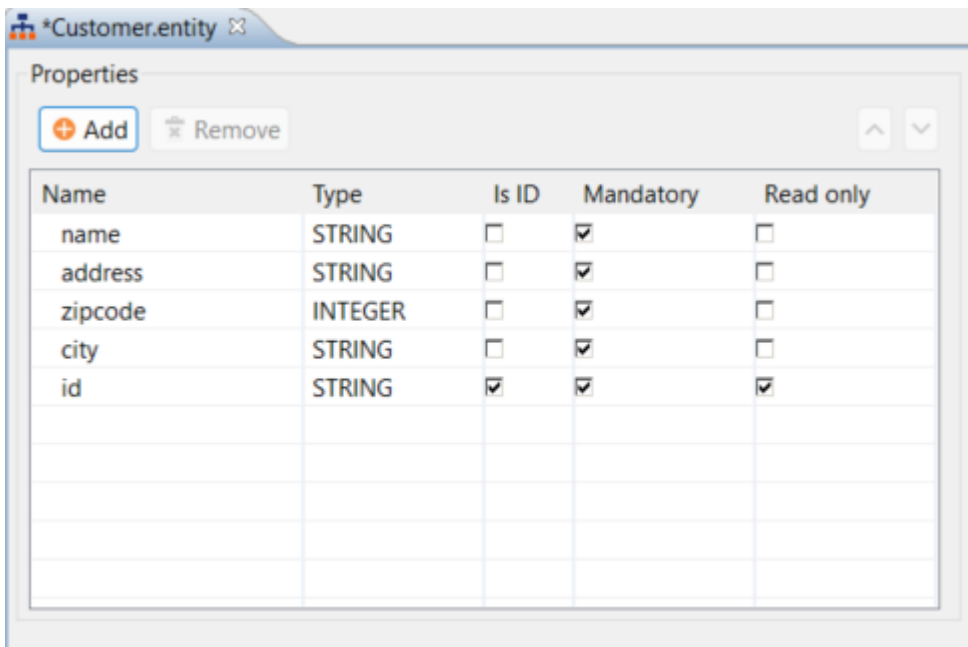 *Customer.entity
Properties
Add Remove
Name Type Is ID Mandatory Read only
name STRING
address STRING
zipcode INTEGER
city STRING
id STRING